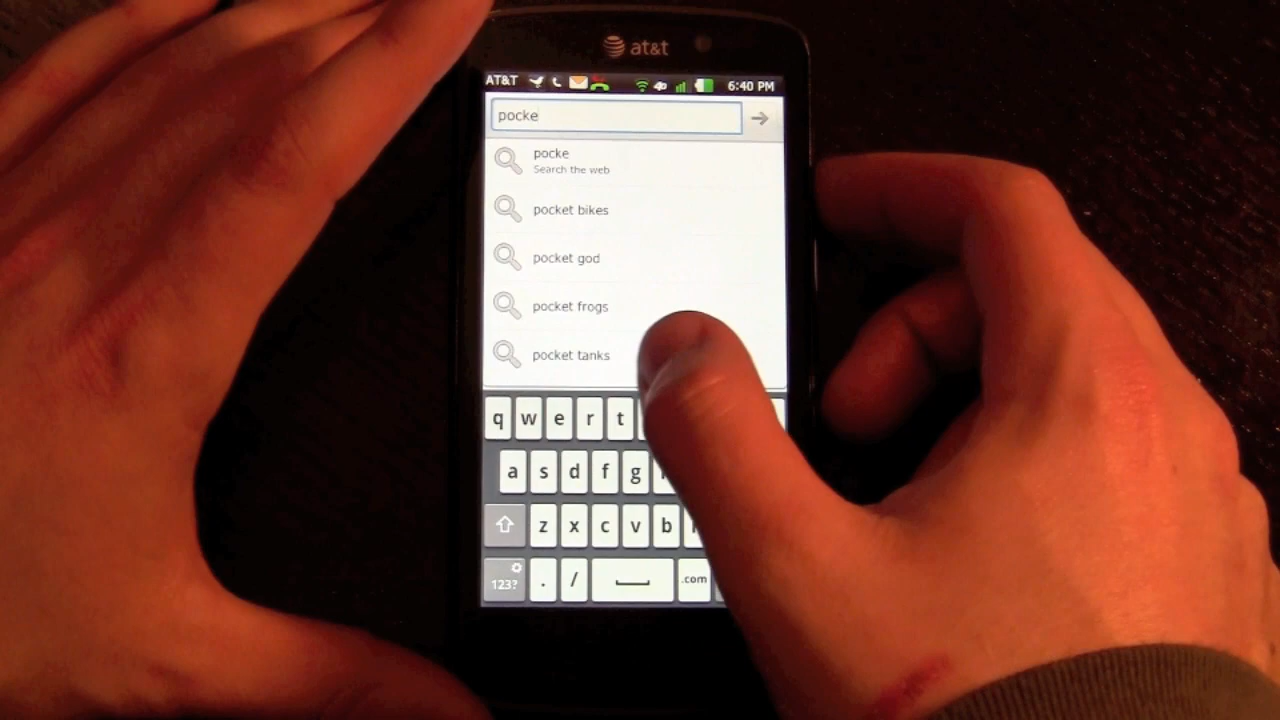 at&t
AT&T 6:40 PM
pocke
pocke
Search the web
pocket bikes
pocket god
pocket frogs
pocket tanks
q w e r t
a s d f g
z x c v b
123? . / .com